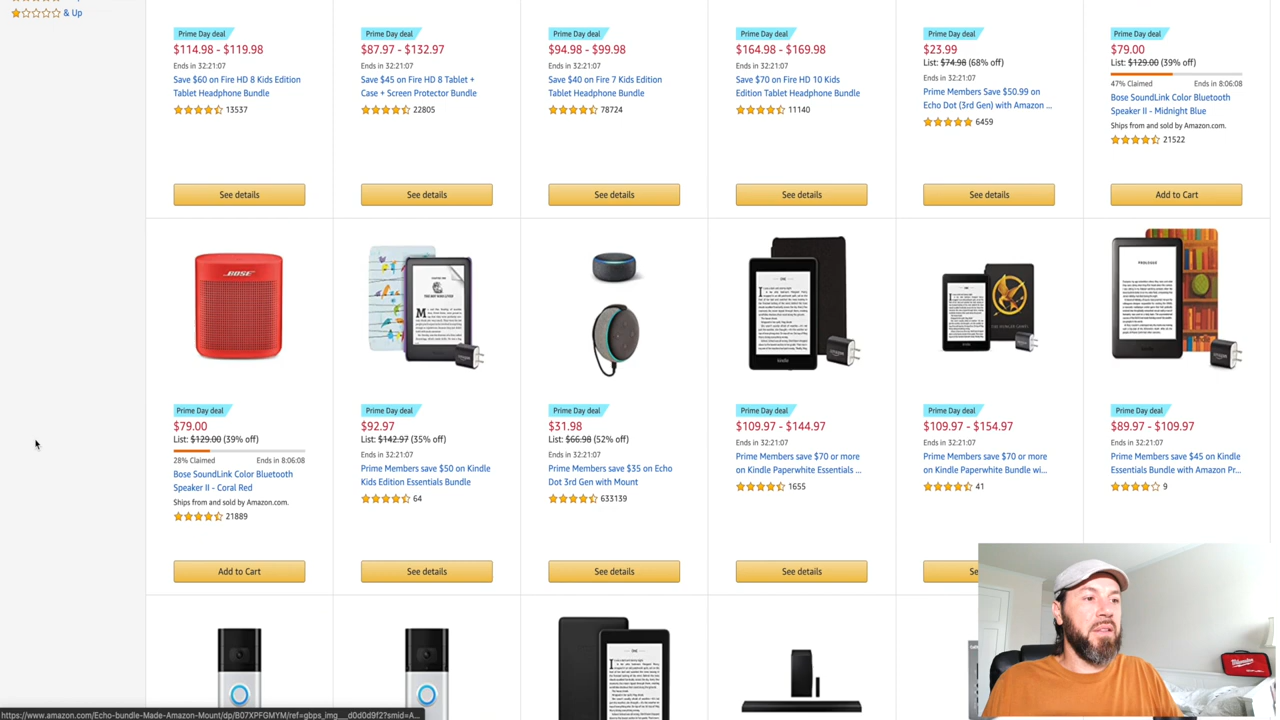 & Up
Prime Day deal
$114.98 - $119.98
Ends in 32:21:07
Save $60 on Fire HD 8 Kids Edition
Tablet Headphone Bundle
13537
See details
Prime Day deal
$87.97 - $132.97
Ends in 32:21:07
Save $45 on Fire HD 8 Tablet +
Case + Screen Protector Bundle
22805
See details
Prime Day deal
$94.98 - $99.98
Ends in 32:21:07
Save $40 on Fire 7 Kids Edition
Tablet Headphone Bundle
78724
See details
Prime Day deal
$164.98 - $169.98
Ends in 32:21:07
Save $70 on Fire HD 10 Kids
Edition Tablet Headphone Bundle
11140
See details
Prime Day deal
$23.99
List: $74.98 (68% off)
Ends in 32:21:07
Prime Members Save $50.99 on
Echo Dot (3rd Gen) with Amazon ...
6459
See details
Prime Day deal
$79.00
List: $129.00 (39% off)
47% Claimed Ends in 8:06:08
Bose SoundLink Color Bluetooth
Speaker II - Midnight Blue
Ships from and sold by Amazon.com.
21522
Add to Cart
BOSE
Prime Day deal
$79.00
List: $129.00 (39% off)
28% Claimed Ends in 8:06:08
Bose SoundLink Color Bluetooth
Speaker II - Coral Red
Ships from and sold by Amazon.com.
21889
Add to Cart
Prime Day deal
$92.97
List: $142.97 (35% off)
Ends in 32:21:07
Prime Members save $50 on Kindle
Kids Edition Essentials Bundle
64
See details
Prime Day deal
$31.98
List: $66.98 (52% off)
Ends in 32:21:07
Prime Members save $35 on Echo
Dot 3rd Gen with Mount
633139
See details
kindle
Prime Day deal
$109.97 - $144.97
Ends in 32:21:07
Prime Members save $70 or more
on Kindle Paperwhite Essentials ...
1655
See details
Prime Day deal
$109.97 - $154.97
Ends in 32:21:07
Prime Members save $70 or more
on Kindle Paperwhite Bundle wi...
41
PROLOGUE
Prime Day deal
$89.97 - $109.97
Ends in 32:21:07
Prime Members save $45 on Kindle
Essentials Bundle with Amazon Pr...
9
Milwaukee